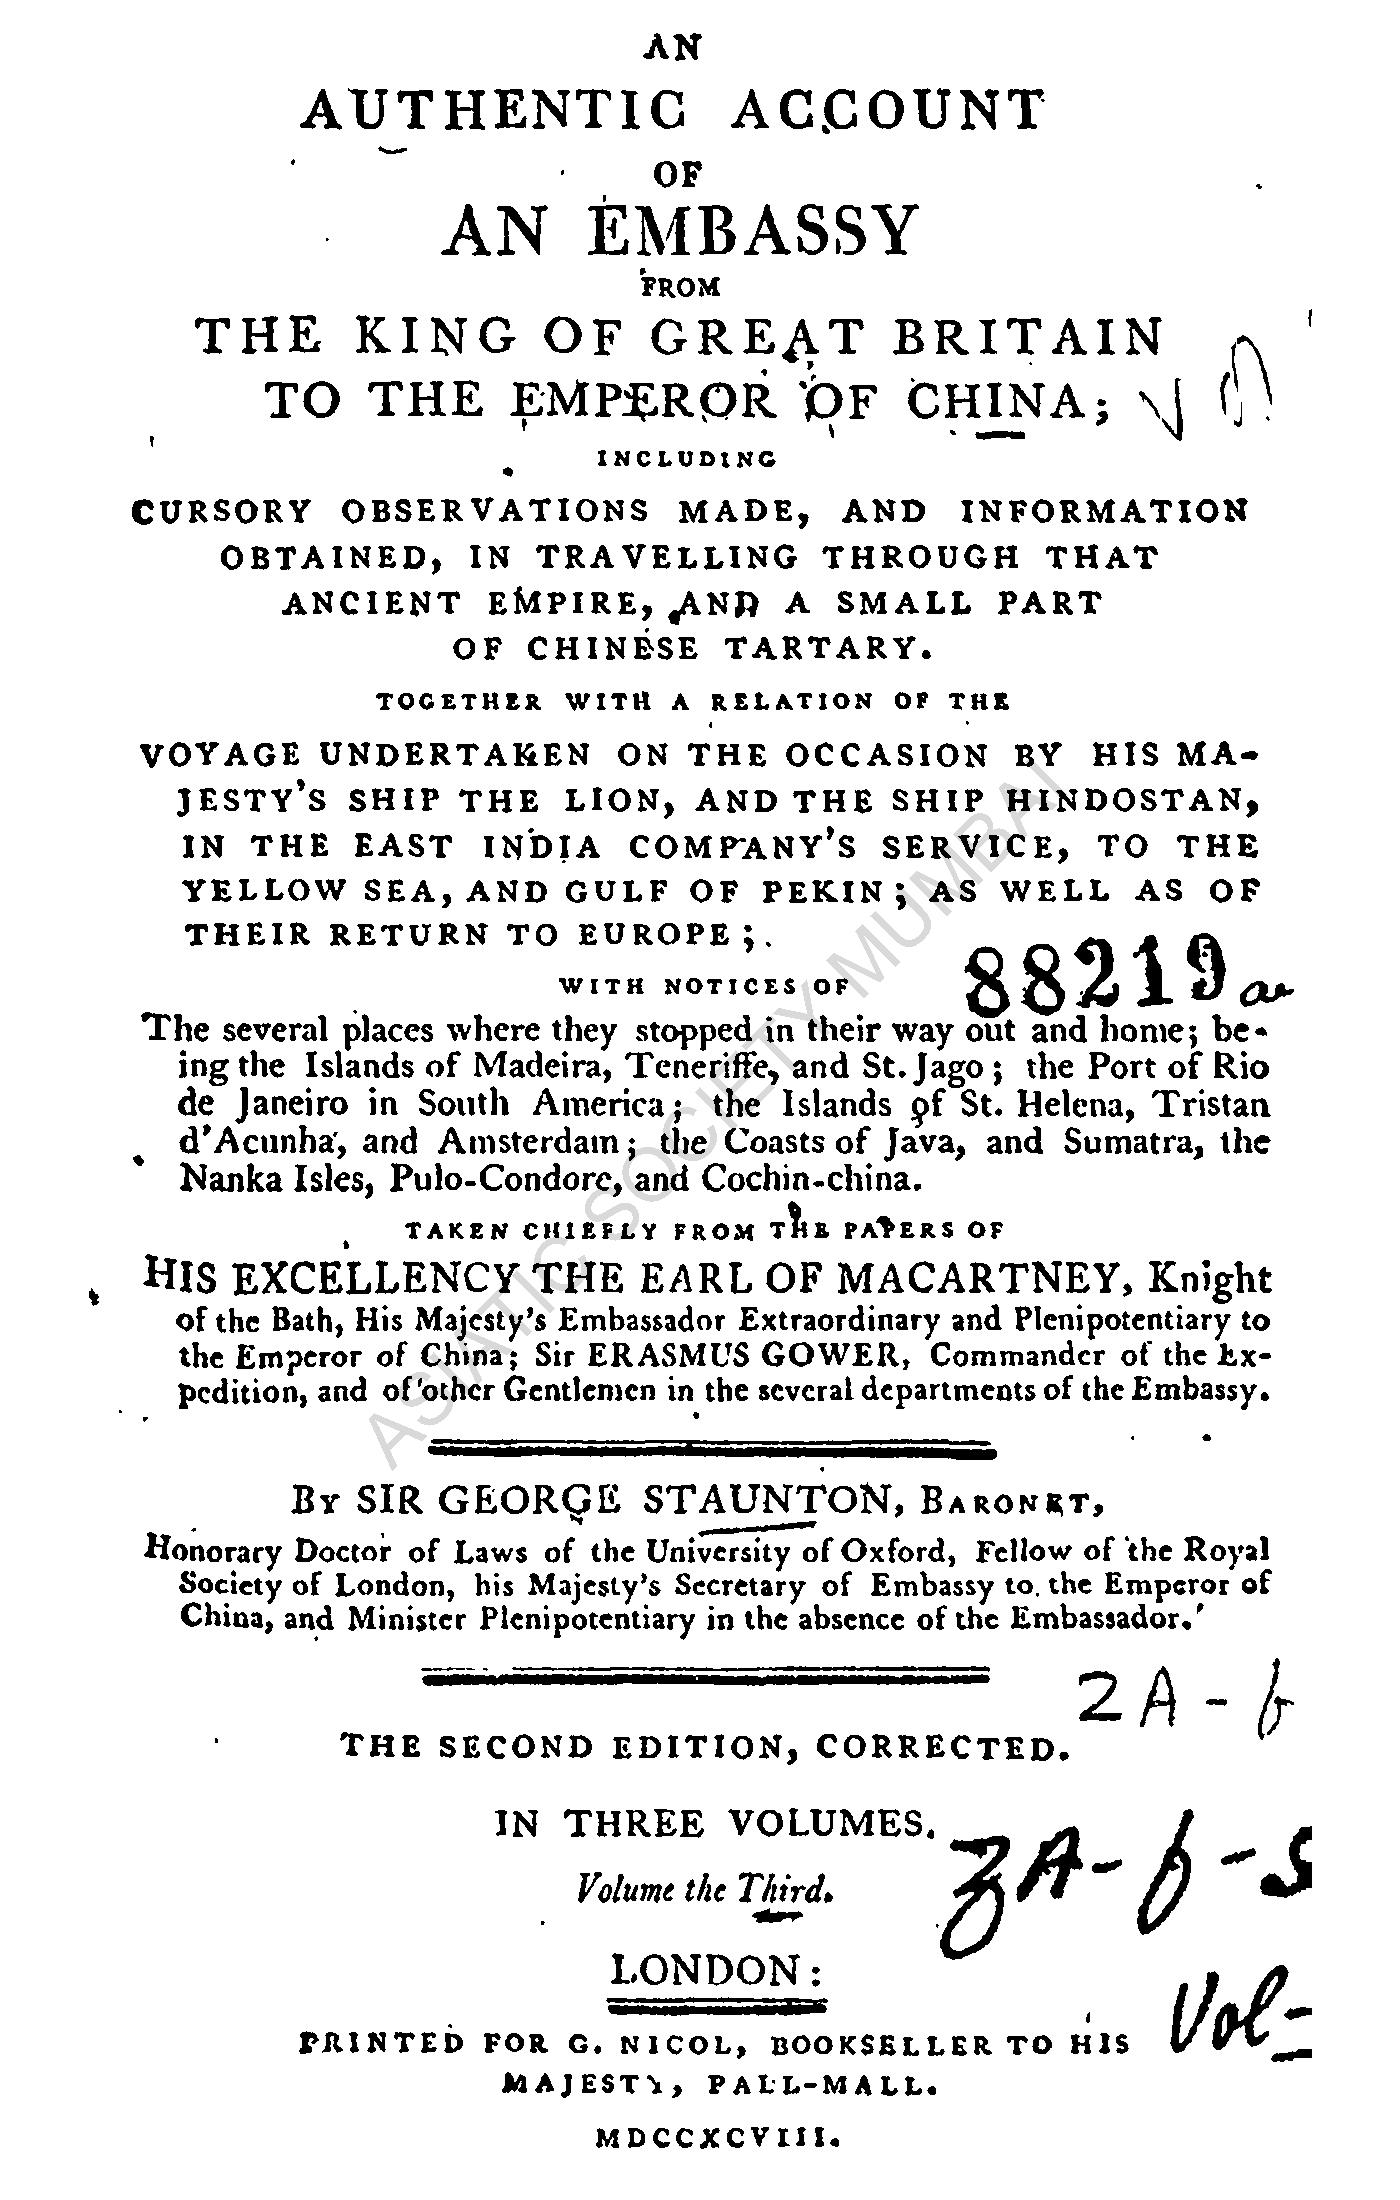 AN
AUTHENTIC ACCOUNT
OF
AN EMBASSY
FROM
THE KING OF GREAT BRITAIN
TO THE EMPEROR OF CHINA;
INCLUDING
CURSORY OBSERVATIONS MADE, AND INFORMATION
OBTAINED, IN TRAVELLING THROUGH THAT
ANCIENT EMPIRE, AND A SMALL PART
OF CHINESE TARTARY.
TOGETHER WITH A RELATION OF THE
VOYAGE UNDERTAKEN ON THE OCCASION BY HIS MA-
JESTY'S SHIP THE LION, AND THE SHIP HINDOSTAN,
IN THE EAST INDIA COMPANY'S SERVICE, TO THE
YELLOW SEA, AND GULF OF PEKIN; AS WELL AS OF
THEIR RETURN TO EUROPE;
88219
WITH NOTICES OF
The several places where they stopped in their way out and home; be-
ing the Islands of Madeira, Teneriffe, and St. Jago; the Port of Rio
de Janeiro in South America; the Islands of St. Helena, Tristan
d'Acunha, and Amsterdam; the Coasts of Java, and Sumatra, the
Nanka Isles, Pulo-Condore, and Cochin-china.
TAKEN CHIEFLY FROM THE PAPERS OF
HIS EXCELLENCY THE EARL OF MACARTNEY, Knight
of the Bath, His Majesty's Embassador Extraordinary and Plenipotentiary to
the Emperor of China; Sir ERASMUS GOWER, Commander of the Ex-
pedition, and of other Gentlemen in the several departments of the Embassy.
ASIATIC SOCIETY MUMBAI
BY SIR GEORGE STAUNTON, BARONET,
Honorary Doctor of Laws of the University of Oxford, Fellow of the Royal
Society of London, his Majesty's Secretary of Embassy to the Emperor of
China, and Minister Plenipotentiary in the absence of the Embassador.
2A-6
THE SECOND EDITION, CORRECTED.
IN THREE VOLUMES.
Volume the Third.
LONDON:
Vol-
PRINTED FOR G. NICOL, BOOKSELLER TO HIS
MAJESTY, PALL-MALL.
MDCCXCVIII.